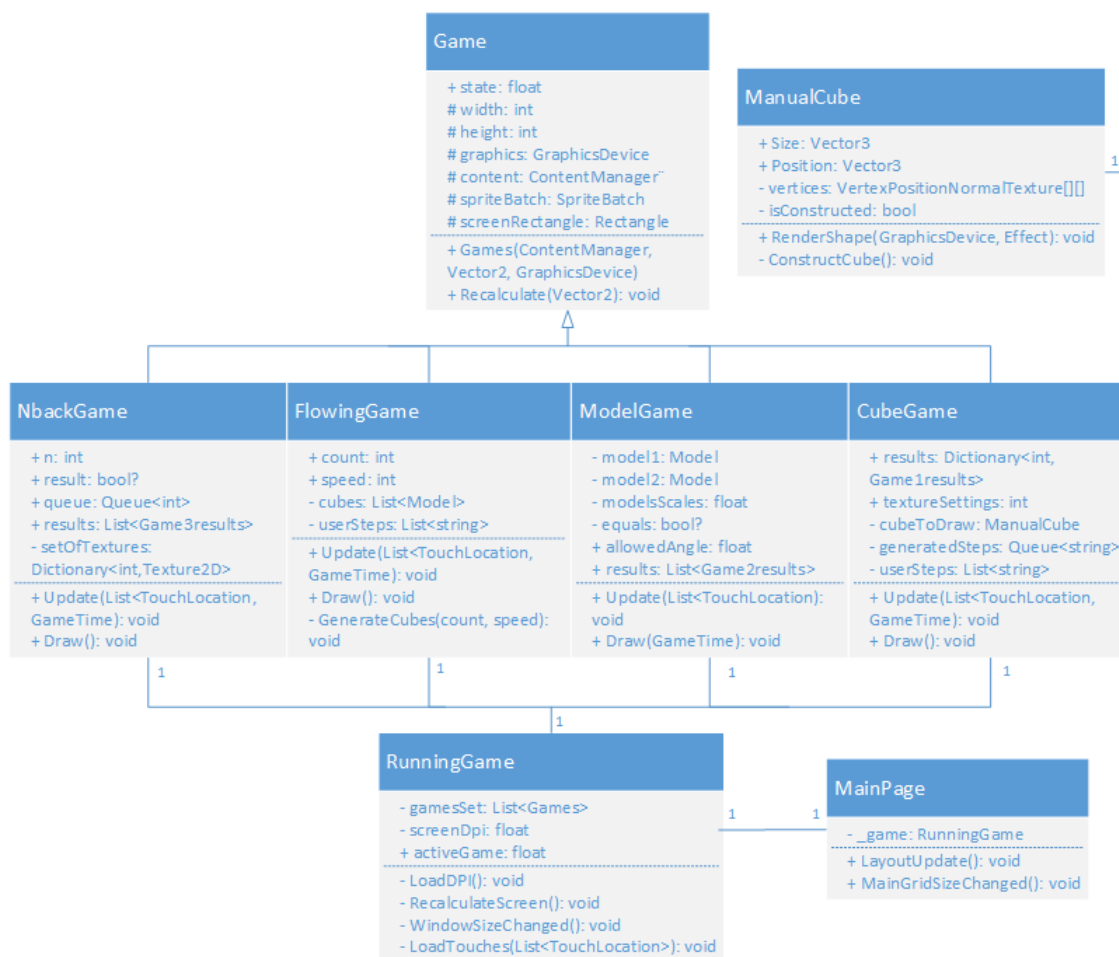 Game
+ state: float
# width: int
# height: int
# graphics: GraphicsDevice
# content: ContentManager¨
# spriteBatch: SpriteBatch
# screenRectangle: Rectangle
+ Games(ContentManager,
Vector2, GraphicsDevice)
+ Recalculate(Vector2): void
ManualCube
+ Size: Vector3
+ Position: Vector3
- vertices: VertexPositionNormalTexture[][]
- isConstructed: bool
+ RenderShape(GraphicsDevice, Effect): void
- ConstructCube(): void
1
NbackGame
+ n: int
+ result: bool?
+ queue: Queue<int>
+ results: List<Game3results>
- setOfTextures:
Dictionary<int,Texture2D>
+ Update(List<TouchLocation,
GameTime): void
+ Draw(): void
FlowingGame
+ count: int
+ speed: int
- cubes: List<Model>
- userSteps: List<string>
+ Update(List<TouchLocation,
GameTime): void
+ Draw(): void
- GenerateCubes(count, speed):
void
ModelGame
- model1: Model
- model2: Model
- modelsScales: float
- equals: bool?
+ allowedAngle: float
+ results: List<Game2results>
+ Update(List<TouchLocation):
void
+ Draw(GameTime): void
CubeGame
+ results: Dictionary<int,
Game1results>
+ textureSettings: int
- cubeToDraw: ManualCube
- generatedSteps: Queue<string>
- userSteps: List<string>
+ Update(List<TouchLocation,
GameTime): void
+ Draw(): void
1
1
1
1
1
RunningGame
- gamesSet: List<Games>
- screenDpi: float
+ activeGame: float
- LoadDPI(): void
- RecalculateScreen(): void
- WindowSizeChanged(): void
- LoadTouches(List<TouchLocation>): void
1
1
MainPage
- _game: RunningGame
+ LayoutUpdate(): void
+ MainGridSizeChanged(): void